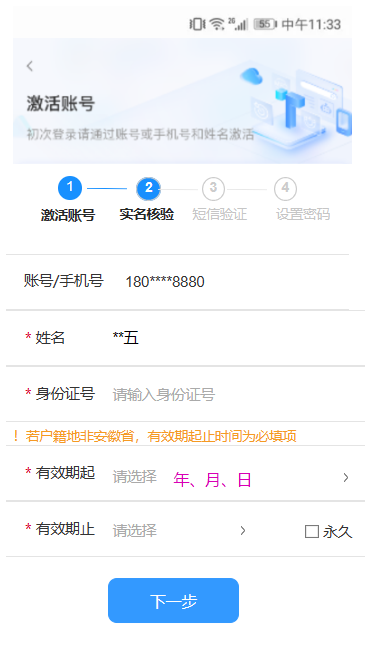 2G 55 中午11:33
激活账号
初次登录请通过账号或手机号和姓名激活
1 2 3 4
激活账号 实名核验 短信验证 设置密码
账号/手机号 180****8880
* 姓名 **五
* 身份证号 请输入身份证号
! 若户籍地非安徽省，有效期起止时间为必填项
* 有效期起 请选择 年、月、日
* 有效期止 请选择 永久
下一步